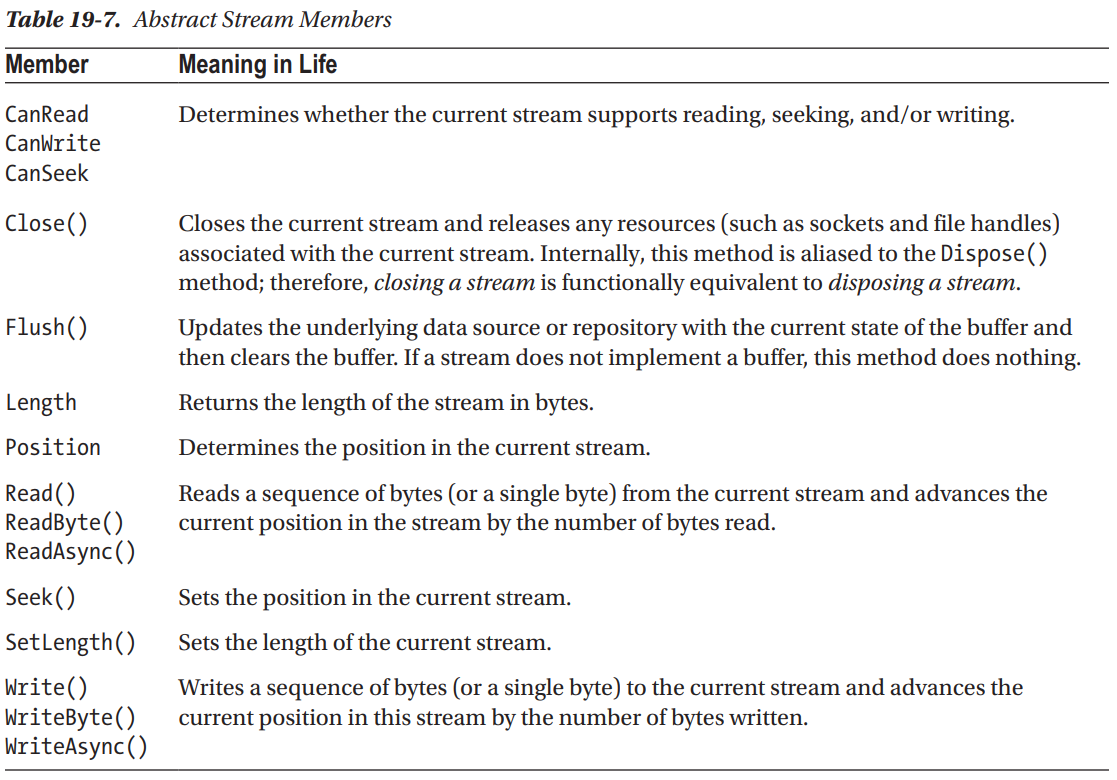 Table 19-7. Abstract Stream Members
Member Meaning in Life
CanRead Determines whether the current stream supports reading, seeking, and/or writing.
CanWrite
CanSeek
Close() Closes the current stream and releases any resources (such as sockets and file handles)
associated with the current stream. Internally, this method is aliased to the Dispose()
method; therefore, closing a stream is functionally equivalent to disposing a stream.
Flush() Updates the underlying data source or repository with the current state of the buffer and
then clears the buffer. If a stream does not implement a buffer, this method does nothing.
Length Returns the length of the stream in bytes.
Position Determines the position in the current stream.
Read() Reads a sequence of bytes (or a single byte) from the current stream and advances the
ReadByte() current position in the stream by the number of bytes read.
ReadAsync()
Seek() Sets the position in the current stream.
SetLength() Sets the length of the current stream.
Write() Writes a sequence of bytes (or a single byte) to the current stream and advances the
WriteByte() current position in this stream by the number of bytes written.
WriteAsync()